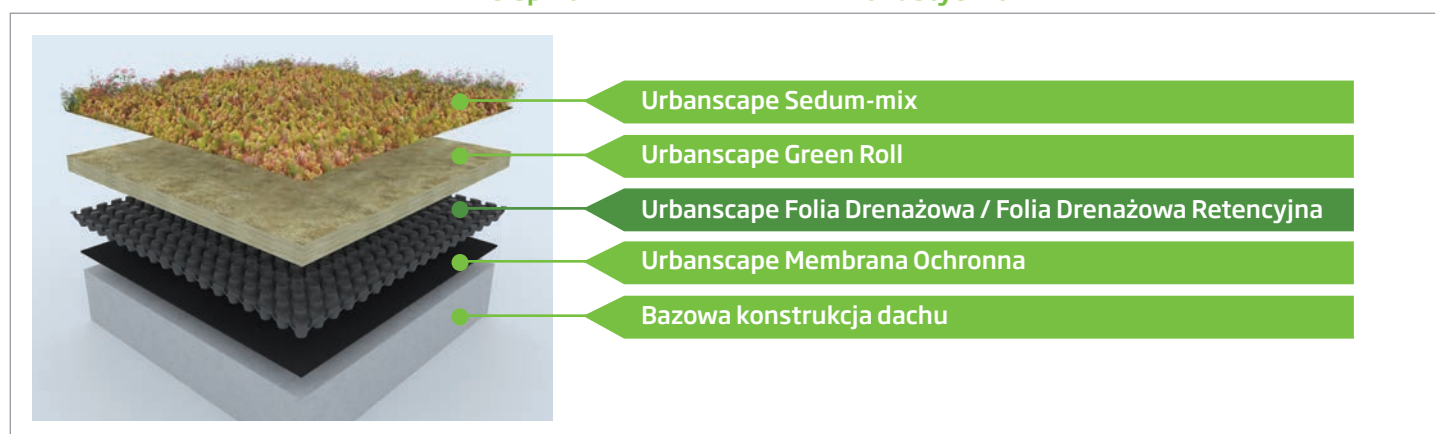 Urbanscape Sedum-mix
Urbanscape Green Roll
Urbanscape Folia Drenażowa / Folia Drenażowa Retencyjna
Urbanscape Membrana Ochronna
Bazowa konstrukcja dachu